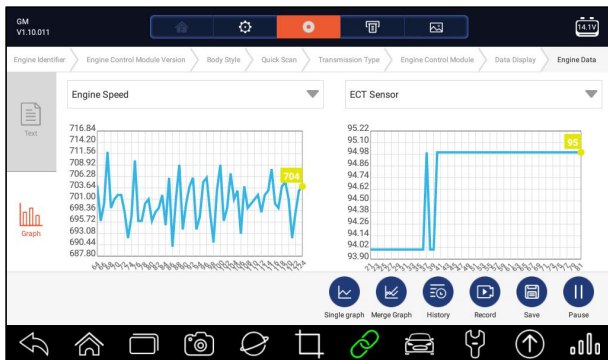 GM
V1.10.011
14.1V
Engine Identifier
Engine Control Module Version
Body Style
Quick Scan
Transmission Type
Engine Control Module
Data Display
Engine Data
Text
Graph
Engine Speed
716.84
714.20
711.56
708.92
706.28
703.64
701.00
698.36
695.72
693.08
690.44
687.80
704
ECT Sensor
95.22
95.10
94.98
94.86
94.74
94.62
94.50
94.38
94.26
94.14
94.02
93.90
95
Single graph
Merge Graph
History
Record
Save
Pause